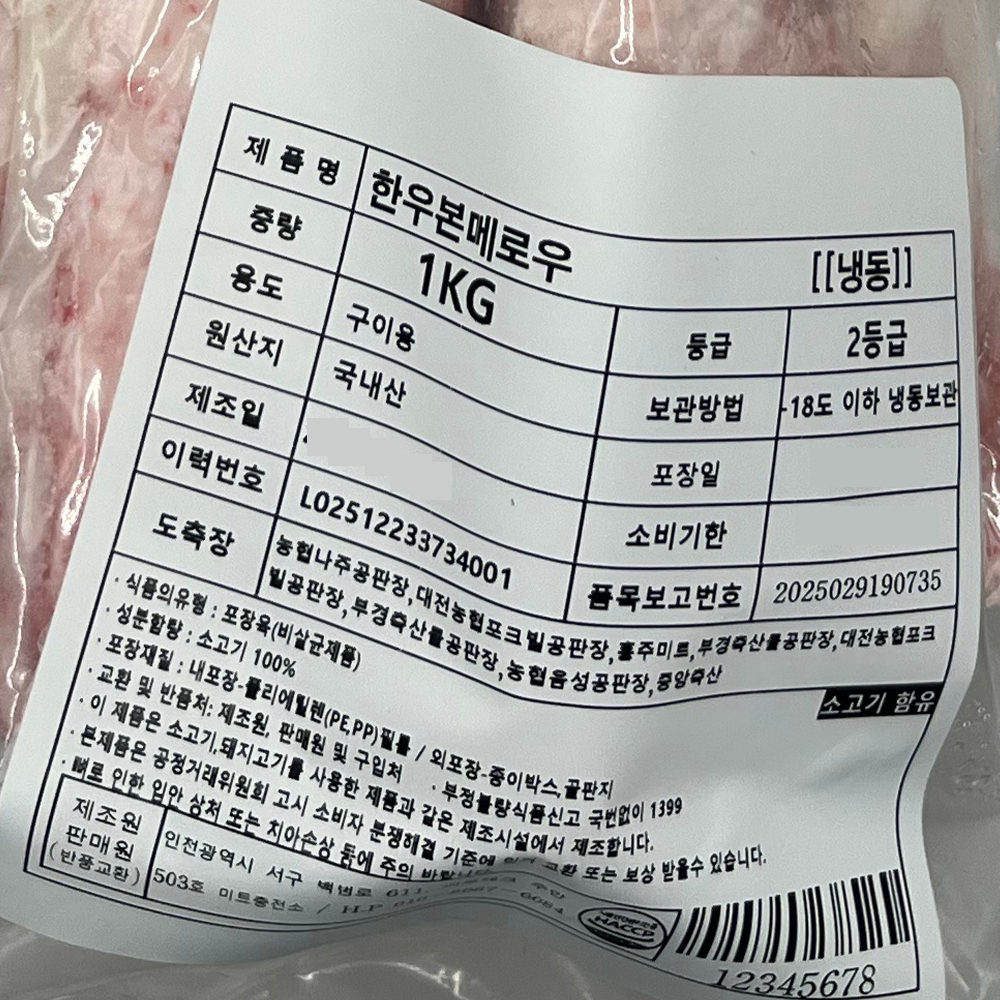 제 품 명 한우본메로우 [[냉동]]
중량 1KG 등급 2등급
용도 구이용 보관방법 -18도 이하 냉동보관
원산지 국내산 포장일
제조일 소비기한
이력번호 L02512233734001 품목보고번호 2025029190735
도축장 농협나주공판장,대전농협포크빌공판장,홍주미트,부경축산물공판장,대전농협포크
빌공판장,부경축산물공판장,농협음성공판장,중앙축산
소고기 함유
· 식품의유형 : 포장육(비살균제품)
· 성분함량 : 소고기 100%
· 포장재질 : 내포장-폴리에틸렌(PE,PP)필름 / 외포장-종이박스,골판지
· 교환 및 반품처: 제조원, 판매원 및 구입처 · 부정불량식품신고 국번없이 1399
· 이 제품은 소고기,돼지고기를 사용한 제품과 같은 제조시설에서 제조합니다.
· 본제품은 공정거래위원회 고시 소비자 분쟁해결 기준에 교환 또는 보상 받을수 있습니다.
· 뼈로 인한 입안 상처 또는 치아손상 등에 주의
제조원
판매원
(반품교환)
인천광역시 서구 백범로
503호 미트충전소 / H.P 010
HACCP
12345678